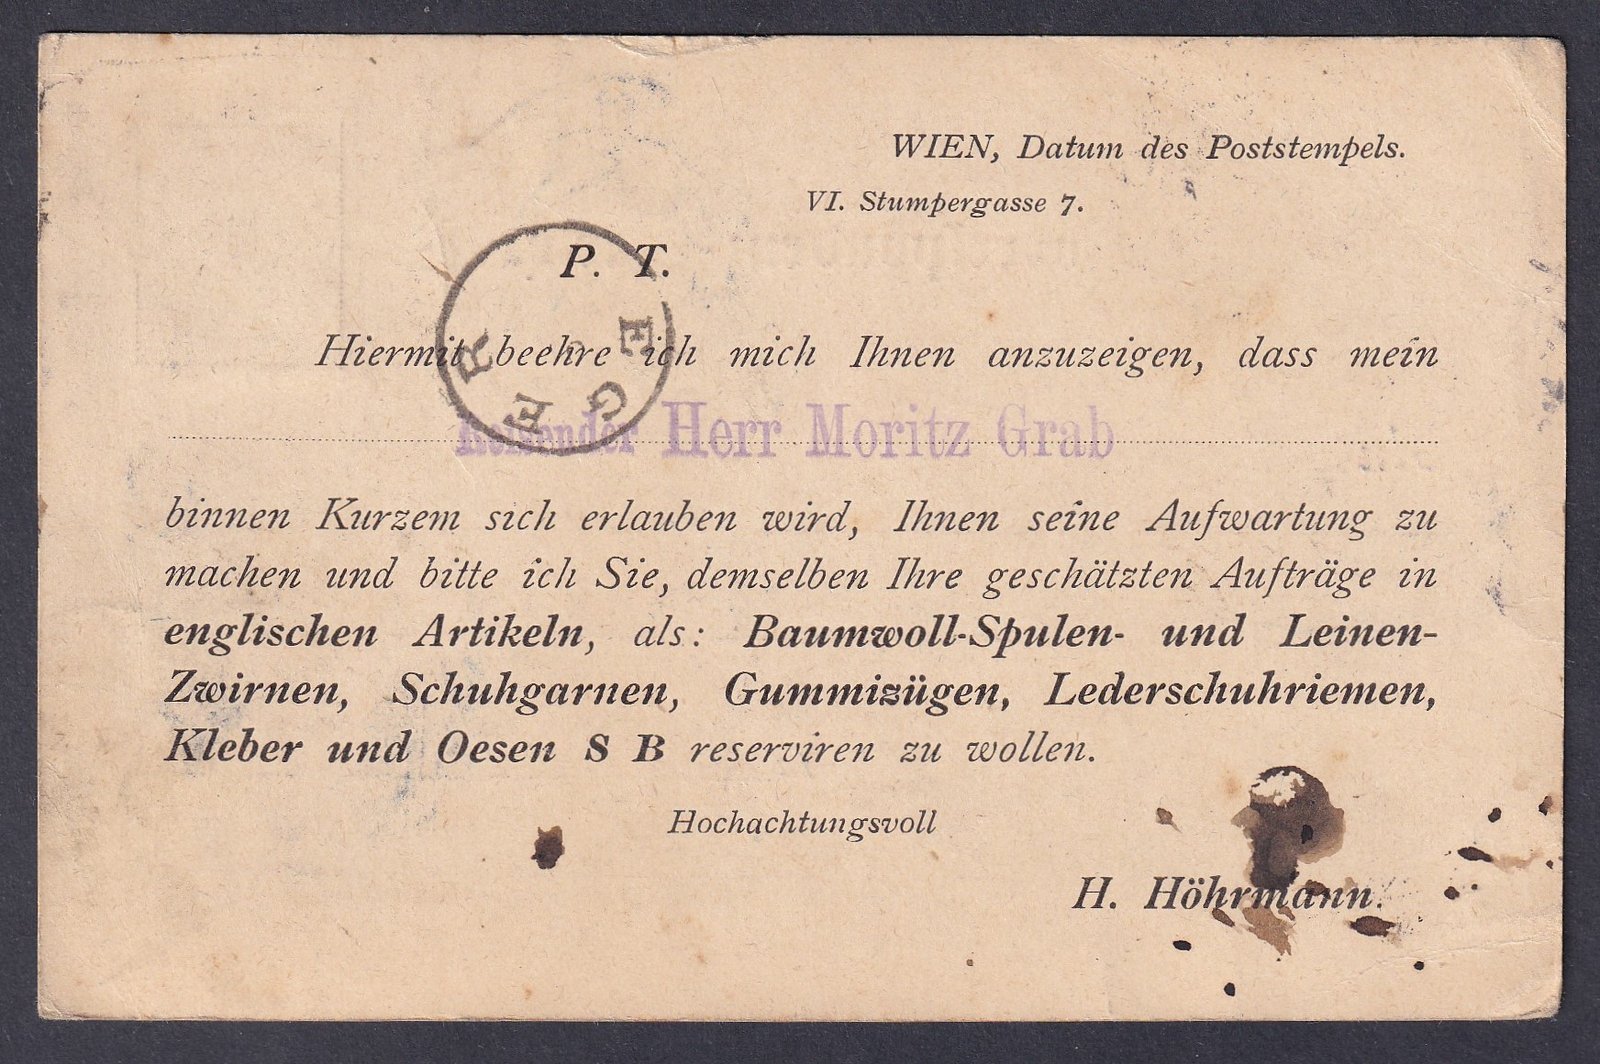 WIEN, Datum des Poststempels.
VI. Stumpergasse 7.
P. T.
EGER
Hiermit beehre ich mich Ihnen anzuzeigen, dass mein
Reisender Herr Moritz Grab
binnen Kurzem sich erlauben wird, Ihnen seine Aufwartung zu
machen und bitte ich Sie, demselben Ihre geschätzten Aufträge in
englischen Artikeln, als: Baumwoll-Spulen- und Leinen-
Zwirnen, Schuhgarnen, Gummizügen, Lederschuhriemen,
Kleber und Oesen S B reserviren zu wollen.
Hochachtungsvoll
H. Höhrmann.